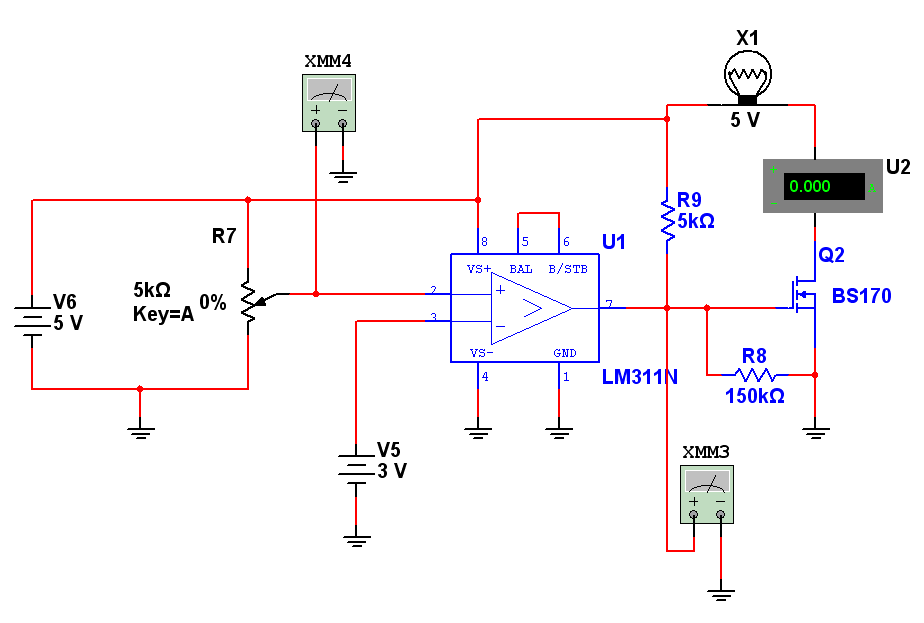 X1
XMM4
+ −
5 V
U2
+
0.000
x
−
R9
5kΩ
R7
8
5
6
U1
VS+
BAL
B/STB
Q2
BS170
5kΩ
Key=A
0%
2
+
V6
5 V
7
3
−
VS-
GND
4
1
LM311N
R8
150kΩ
V5
3 V
XMM3
+ −